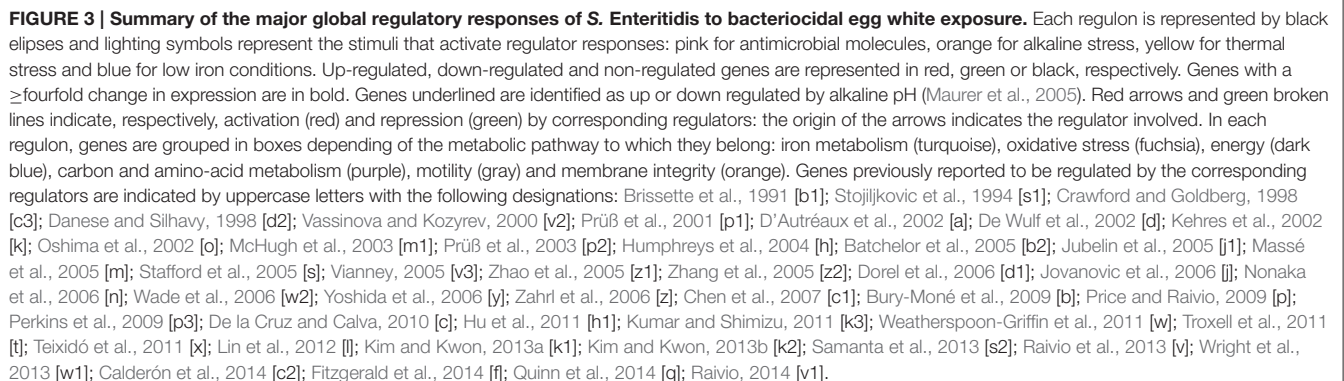 FIGURE 3 | Summary of the major global regulatory responses of S. Enteritidis to bacteriocidal egg white exposure. Each regulon is represented by black
elipses and lighting symbols represent the stimuli that activate regulator responses: pink for antimicrobial molecules, orange for alkaline stress, yellow for thermal
stress and blue for low iron conditions. Up-regulated, down-regulated and non-regulated genes are represented in red, green or black, respectively. Genes with a
≥fourfold change in expression are in bold. Genes underlined are identified as up or down regulated by alkaline pH (Maurer et al., 2005). Red arrows and green broken
lines indicate, respectively, activation (red) and repression (green) by corresponding regulators: the origin of the arrows indicates the regulator involved. In each
regulon, genes are grouped in boxes depending of the metabolic pathway to which they belong: iron metabolism (turquoise), oxidative stress (fuchsia), energy (dark
blue), carbon and amino-acid metabolism (purple), motility (gray) and membrane integrity (orange). Genes previously reported to be regulated by the corresponding
regulators are indicated by uppercase letters with the following designations: Brissette et al., 1991 [b1]; Stojiljkovic et al., 1994 [s1]; Crawford and Goldberg, 1998
[c3]; Danese and Silhavy, 1998 [d2]; Vassinova and Kozyrev, 2000 [v2]; Prüß et al., 2001 [p1]; D'Autréaux et al., 2002 [a]; De Wulf et al., 2002 [d]; Kehres et al., 2002
[k]; Oshima et al., 2002 [o]; McHugh et al., 2003 [m1]; Prüß et al., 2003 [p2]; Humphreys et al., 2004 [h]; Batchelor et al., 2005 [b2]; Jubelin et al., 2005 [j1]; Massé
et al., 2005 [m]; Stafford et al., 2005 [s]; Vianney, 2005 [v3]; Zhao et al., 2005 [z1]; Zhang et al., 2005 [z2]; Dorel et al., 2006 [d1]; Jovanovic et al., 2006 [j]; Nonaka
et al., 2006 [n]; Wade et al., 2006 [w2]; Yoshida et al., 2006 [y]; Zahrl et al., 2006 [z]; Chen et al., 2007 [c1]; Bury-Moné et al., 2009 [b]; Price and Raivio, 2009 [p];
Perkins et al., 2009 [p3]; De la Cruz and Calva, 2010 [c]; Hu et al., 2011 [h1]; Kumar and Shimizu, 2011 [k3]; Weatherspoon-Griffin et al., 2011 [w]; Troxell et al., 2011
[t]; Teixidó et al., 2011 [x]; Lin et al., 2012 [l]; Kim and Kwon, 2013a [k1]; Kim and Kwon, 2013b [k2]; Samanta et al., 2013 [s2]; Raivio et al., 2013 [v]; Wright et al.,
2013 [w1]; Calderón et al., 2014 [c2]; Fitzgerald et al., 2014 [f]; Quinn et al., 2014 [q]; Raivio, 2014 [v1].